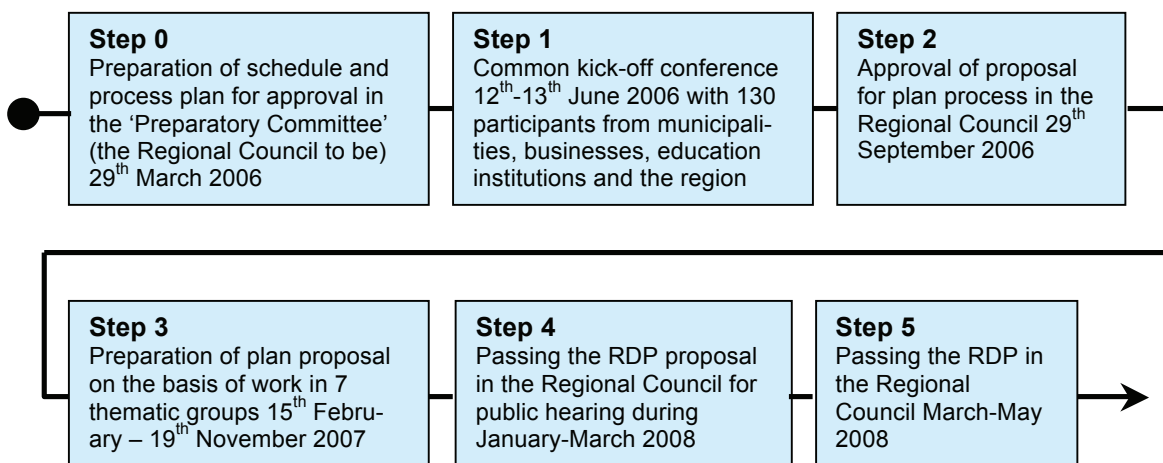 Step 0
Preparation of schedule and
process plan for approval in
the ‘Preparatory Committee’
(the Regional Council to be)
29th March 2006
Step 1
Common kick-off conference
12th-13th June 2006 with 130
participants from municipali-
ties, businesses, education
institutions and the region
Step 2
Approval of proposal
for plan process in the
Regional Council 29th
September 2006
Step 3
Preparation of plan proposal
on the basis of work in 7
thematic groups 15th Febru-
ary – 19th November 2007
Step 4
Passing the RDP proposal
in the Regional Council for
public hearing during
January-March 2008
Step 5
Passing the RDP in
the Regional
Council March-May
2008